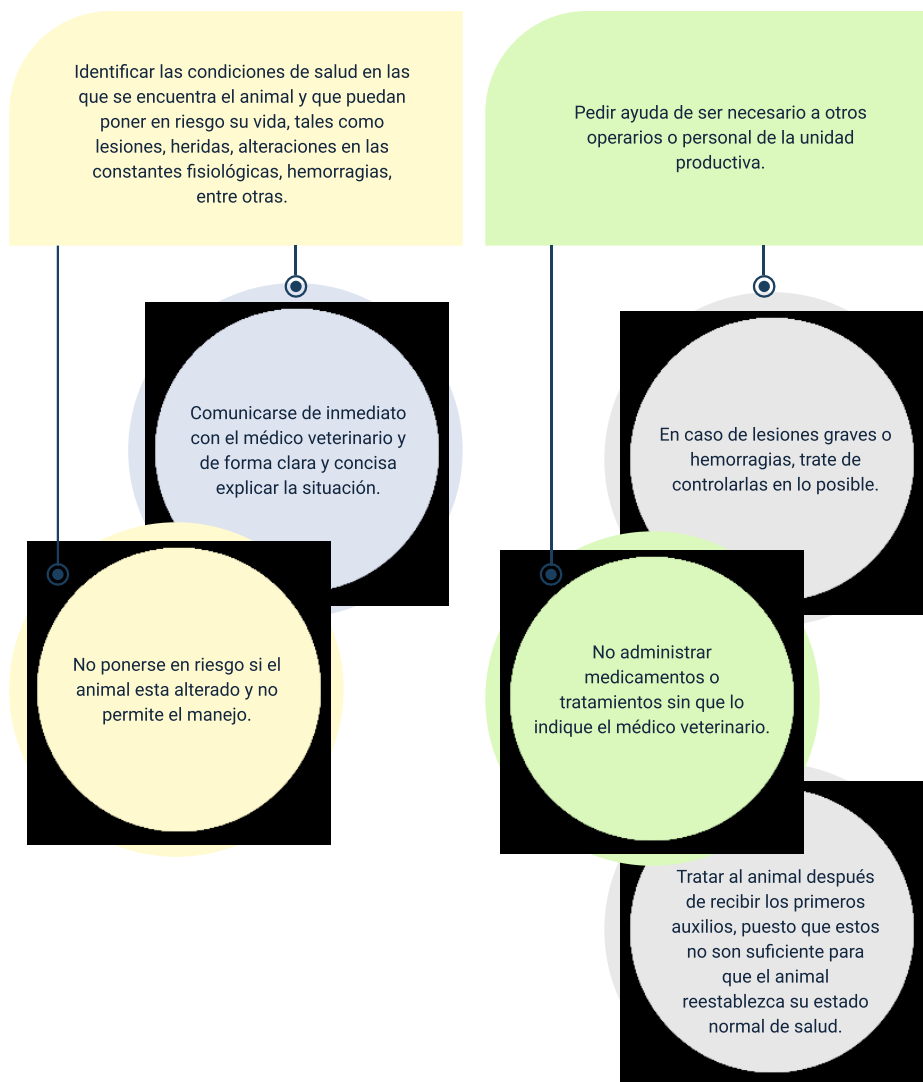 Identificar las condiciones de salud en las
que se encuentra el animal y que puedan
poner en riesgo su vida, tales como
lesiones, heridas, alteraciones en las
constantes fisiológicas, hemorragias,
entre otras.
Comunicarse de inmediato
con el médico veterinario y
de forma clara y concisa
explicar la situación.
No ponerse en riesgo si el
animal esta alterado y no
permite el manejo.
Pedir ayuda de ser necesario a otros
operarios o personal de la unidad
productiva.
En caso de lesiones graves o
hemorragias, trate de
controlarlas en lo posible.
No administrar
medicamentos o
tratamientos sin que lo
indique el médico veterinario.
Tratar al animal después
de recibir los primeros
auxilios, puesto que estos
no son suficiente para
que el animal
reestablezca su estado
normal de salud.